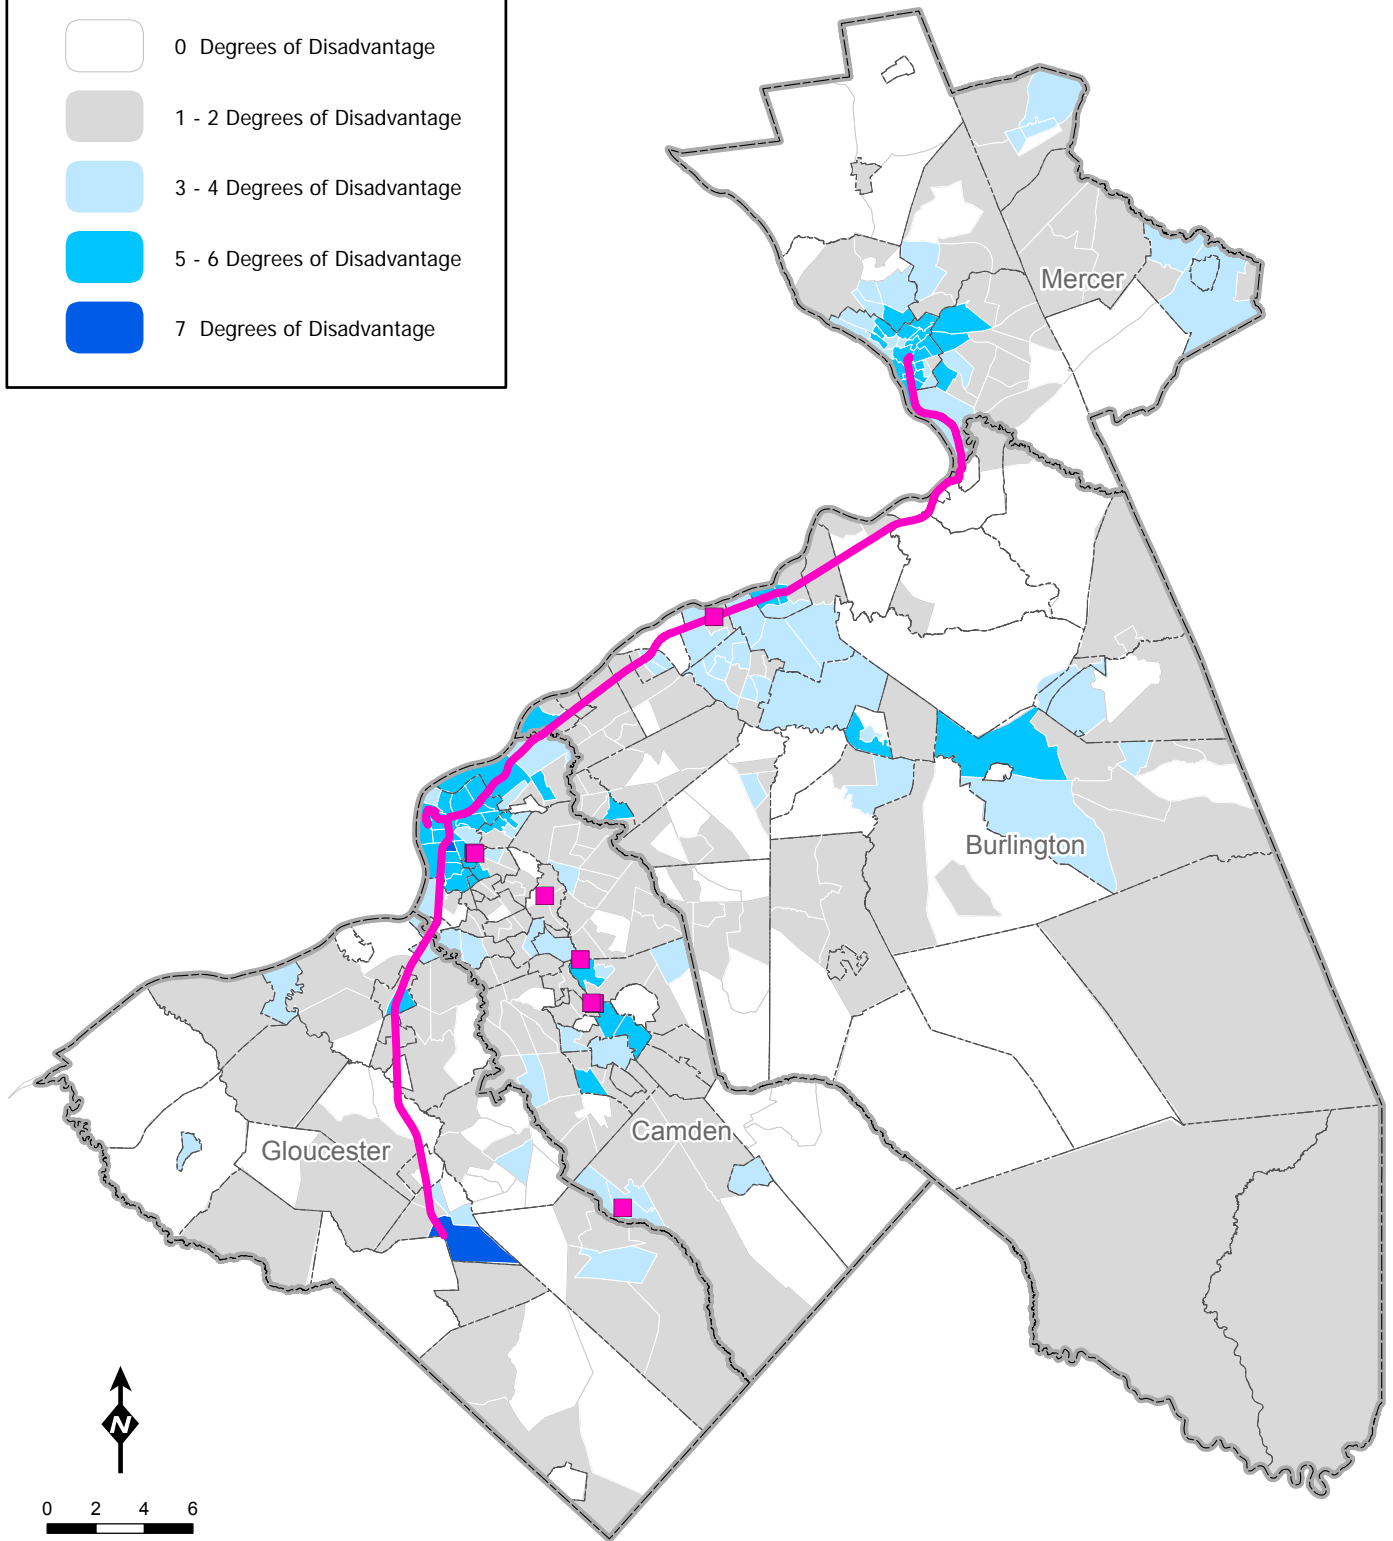 0 Degrees of Disadvantage
1 - 2 Degrees of Disadvantage
3 - 4 Degrees of Disadvantage
5 - 6 Degrees of Disadvantage
7 Degrees of Disadvantage
Mercer
Burlington
Camden
Gloucester
N
0 2 4 6